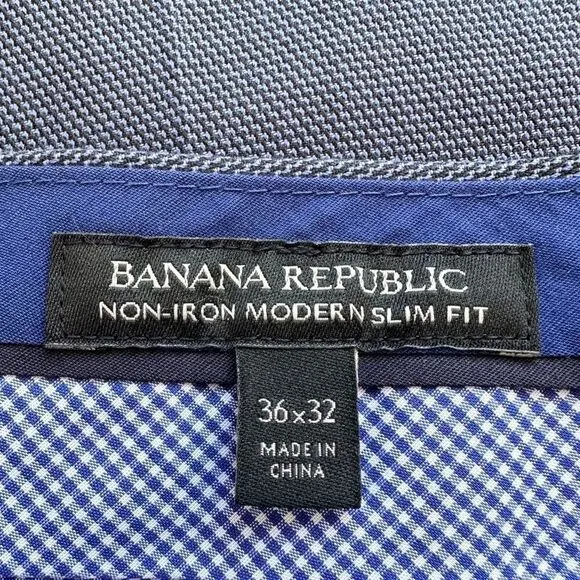 BANANA REPUBLIC
NON-IRON MODERN SLIM FIT
36x32
MADE IN
CHINA